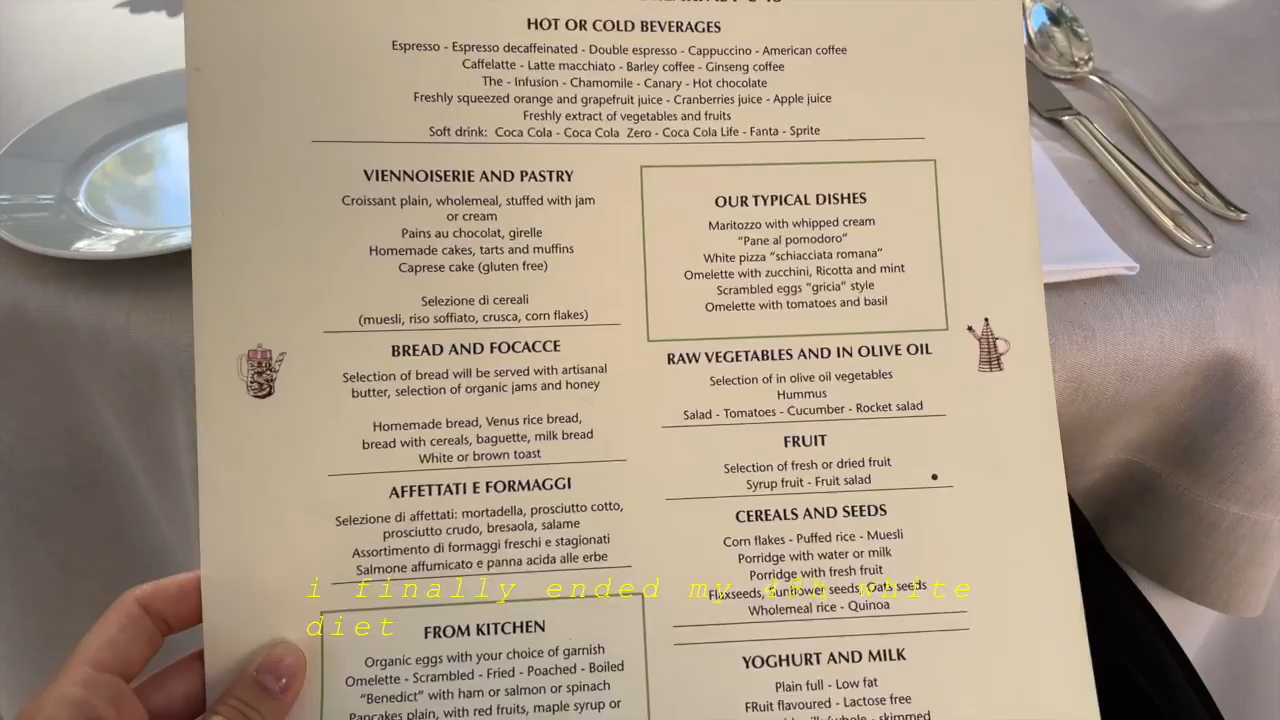 HOT OR COLD BEVERAGES
Espresso - Espresso decaffeinated - Double espresso - Cappuccino - American coffee
Caffelatte - Latte macchiato - Barley coffee - Ginseng coffee
The - Infusion - Chamomile - Canary - Hot chocolate
Freshly squeezed orange and grapefruit juice - Cranberries juice - Apple juice
Freshly extract of vegetables and fruits
Soft drink: Coca Cola - Coca Cola Zero - Coca Cola Life - Fanta - Sprite
VIENNOISERIE AND PASTRY
Croissant plain, wholemeal, stuffed with jam
or cream
Pains au chocolat, girelle
Homemade cakes, tarts and muffins
Caprese cake (gluten free)
Selezione di cereali
(muesli, riso soffiato, crusca, corn flakes)
BREAD AND FOCACCE
Selection of bread will be served with artisanal
butter, selection of organic jams and honey
Homemade bread, Venus rice bread,
bread with cereals, baguette, milk bread
White or brown toast
AFFETTATI E FORMAGGI
Selezione di affettati: mortadella, prosciutto cotto,
prosciutto crudo, bresaola, salame
Assortimento di formaggi freschi e stagionati
Salmone affumicato e panna acida alle erbe
FROM KITCHEN
Organic eggs with your choice of garnish
Omelette - Scrambled - Fried - Poached - Boiled
"Benedict" with ham or salmon or spinach
Pancakes plain, with red fruits, maple syrup or
OUR TYPICAL DISHES
Maritozzo with whipped cream
"Pane al pomodoro"
White pizza "schiacciata romana"
Omelette with zucchini, Ricotta and mint
Scrambled eggs "gricia" style
Omelette with tomatoes and basil
RAW VEGETABLES AND IN OLIVE OIL
Selection of in olive oil vegetables
Hummus
Salad - Tomatoes - Cucumber - Rocket salad
FRUIT
Selection of fresh or dried fruit
Syrup fruit - Fruit salad
CEREALS AND SEEDS
Corn flakes - Puffed rice - Muesli
Porridge with water or milk
Porridge with fresh fruit
Flaxseeds, Sunflower seeds, Oats seeds
Wholemeal rice - Quinoa
YOGHURT AND MILK
Plain full - Low fat
FRuit flavoured - Lactose free
skimmed
i finally ended my white
diet